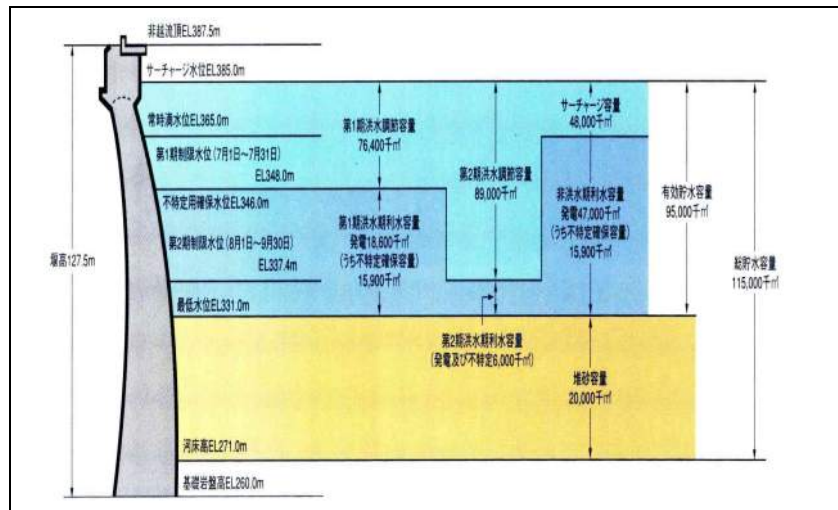 非越流頂EL387.5m
サーチャージ水位EL385.0m
常時満水位EL365.0m
第1期制限水位(7月1日～7月31日)
EL348.0m
不特定用確保水位EL346.0m
第2期制限水位(8月1日～9月30日)
EL337.4m
最低水位EL331.0m
河床高EL271.0m
基礎岩盤高EL260.0m
堤高127.5m
第1期洪水調節容量
76,400千㎥
第1期洪水期利水容量
発電18,600千㎥
(うち不特定確保容量)
15,900千㎥
第2期洪水調節容量
89,000千㎥
第2期洪水期利水容量
(発電及び不特定6,000千㎥)
サーチャージ容量
48,000千㎥
非洪水期利水容量
発電47,000千㎥
(うち不特定確保容量)
15,900千㎥
堆砂容量
20,000千㎥
有効貯水容量
95,000千㎥
総貯水容量
115,000千㎥